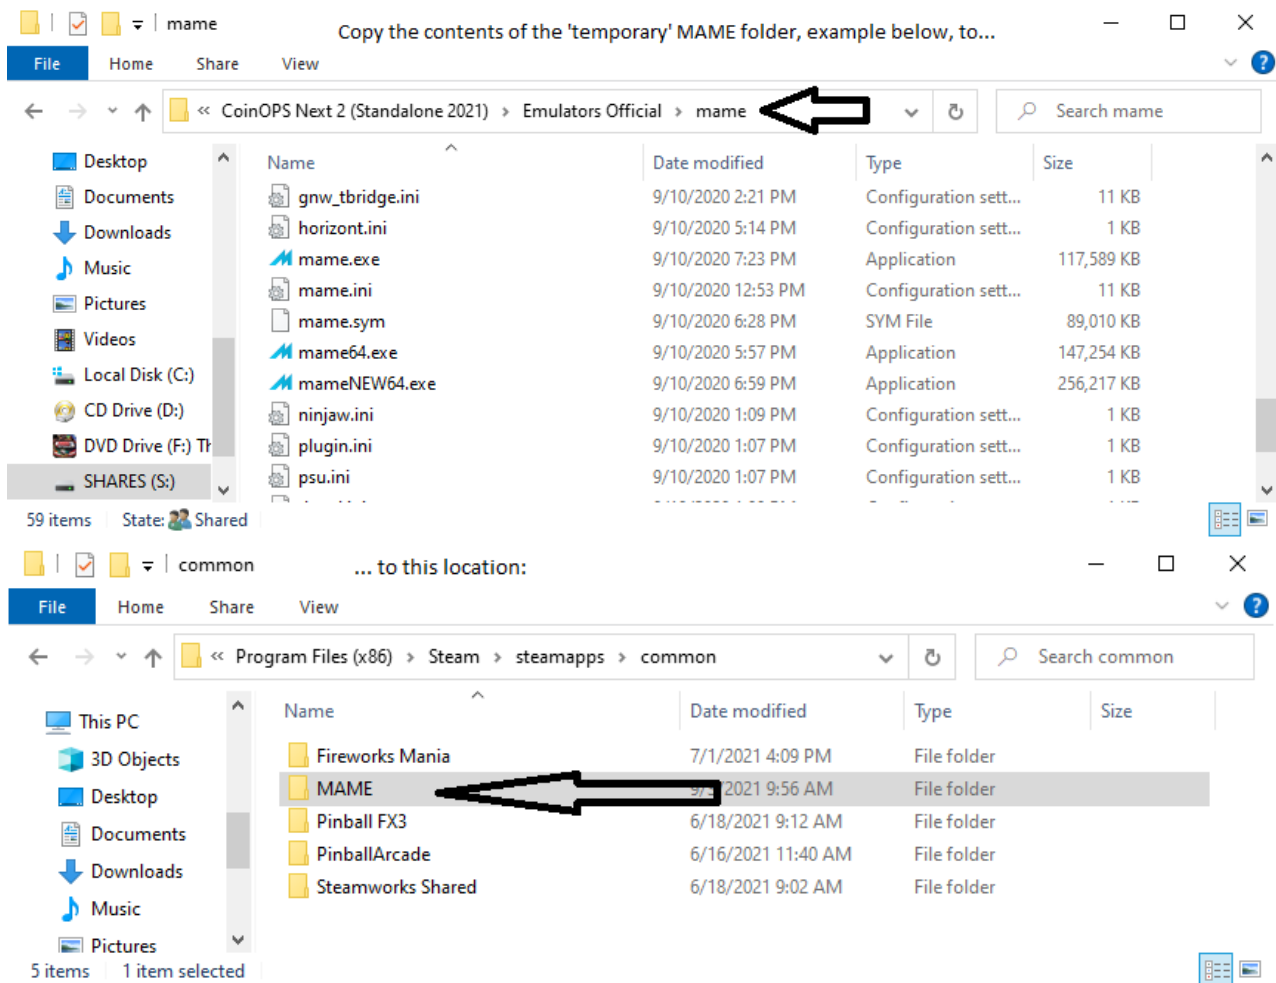 mame
Copy the contents of the 'temporary' MAME folder, example below, to...
File Home Share View
« CoinOPS Next 2 (Standalone 2021) › Emulators Official › mame
Search mame
Name Date modified Type Size
Desktop
Documents
Downloads
Music
Pictures
Videos
Local Disk (C:)
CD Drive (D:)
DVD Drive (F:) Th
SHARES (S:)
gnw_tbridge.ini 9/10/2020 2:21 PM Configuration sett... 11 KB
horizont.ini 9/10/2020 5:14 PM Configuration sett... 1 KB
mame.exe 9/10/2020 7:23 PM Application 117,589 KB
mame.ini 9/10/2020 12:53 PM Configuration sett... 11 KB
mame.sym 9/10/2020 6:28 PM SYM File 89,010 KB
mame64.exe 9/10/2020 5:57 PM Application 147,254 KB
mameNEW64.exe 9/10/2020 6:59 PM Application 256,217 KB
ninjaw.ini 9/10/2020 1:09 PM Configuration sett... 1 KB
plugin.ini 9/10/2020 1:07 PM Configuration sett... 1 KB
psu.ini 9/10/2020 1:07 PM Configuration sett... 1 KB
59 items State: Shared
common
... to this location:
File Home Share View
« Program Files (x86) › Steam › steamapps › common
Search common
Name Date modified Type Size
This PC
3D Objects
Desktop
Documents
Downloads
Music
Pictures
Fireworks Mania 7/1/2021 4:09 PM File folder
MAME 2021 9:56 AM File folder
Pinball FX3 6/18/2021 9:12 AM File folder
PinballArcade 6/16/2021 11:40 AM File folder
Steamworks Shared 6/18/2021 9:02 AM File folder
5 items 1 item selected